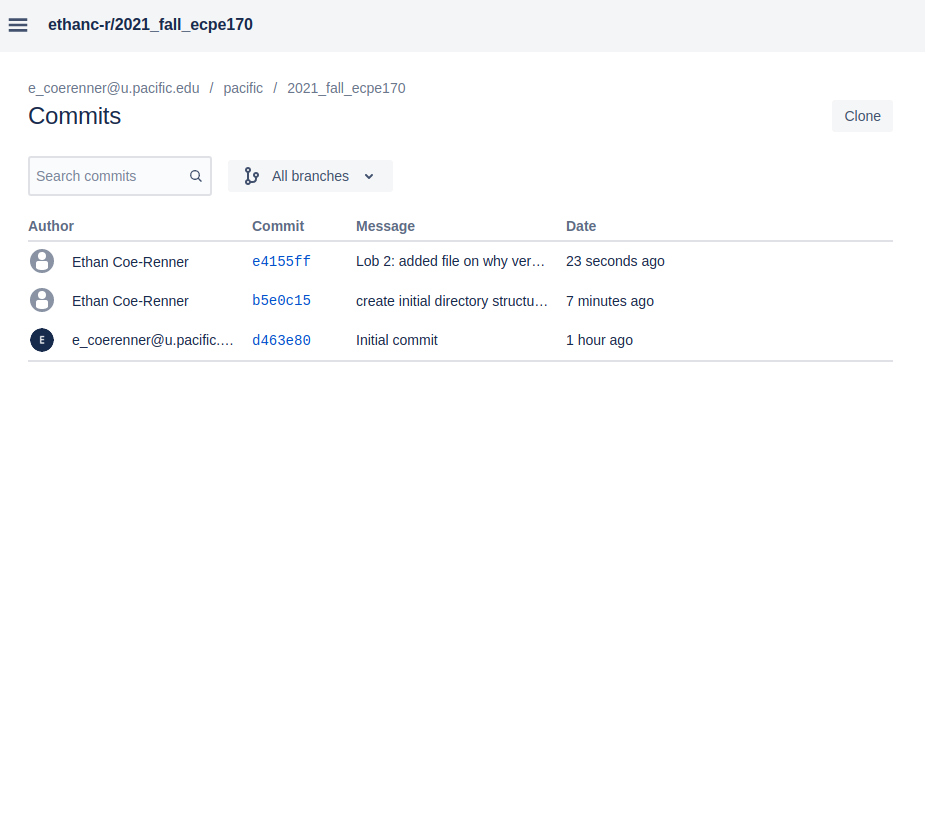 ethanc-r/2021_fall_ecpe170
e_coerenner@u.pacific.edu / pacific / 2021_fall_ecpe170
Commits
Clone
Search commits
All branches
Author Commit Message Date
Ethan Coe-Renner e4155ff Lob 2: added file on why ver… 23 seconds ago
Ethan Coe-Renner b5e0c15 create initial directory structu… 7 minutes ago
E e_coerenner@u.pacific.… d463e80 Initial commit 1 hour ago